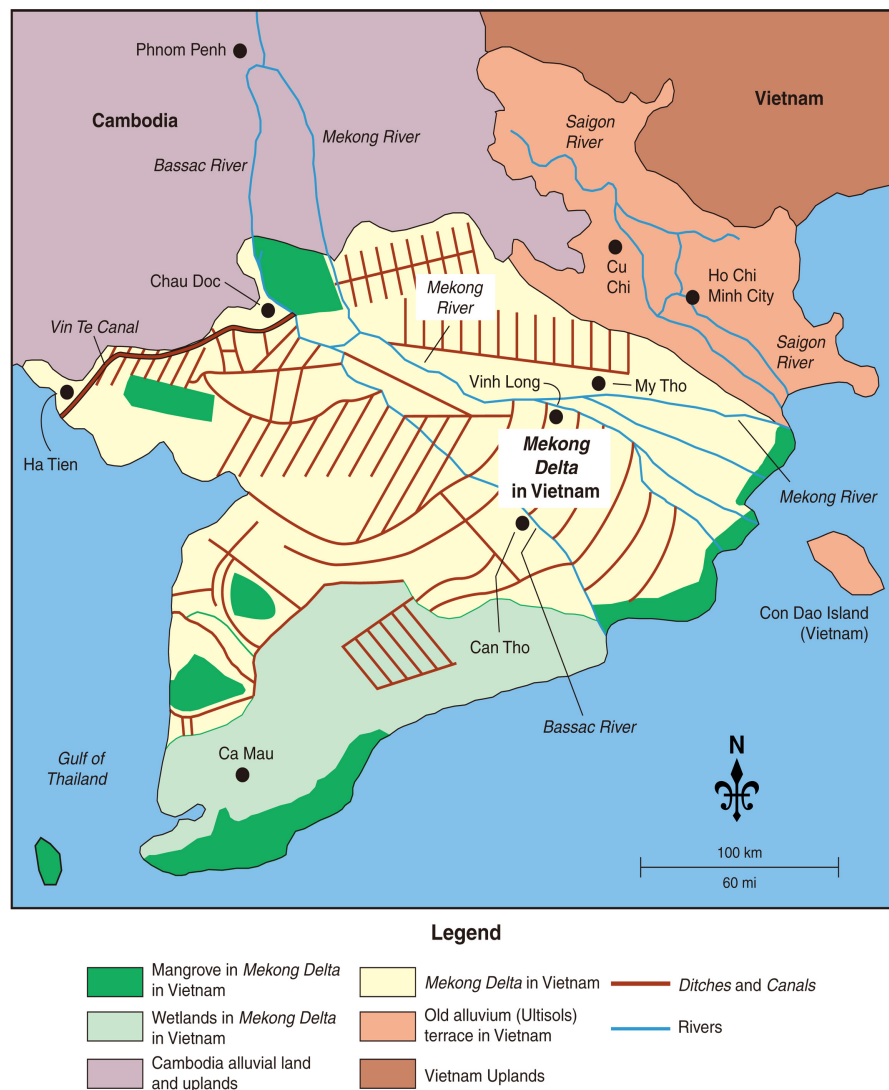 Phnom Penh
Cambodia
Vietnam
Saigon
River
Mekong River
Bassac River
Chau Doc
Cu
Chi
Ho Chi
Minh City
Mekong
River
Vin Te Canal
Saigon
River
Vinh Long
My Tho
Ha Tien
Mekong
Delta
in Vietnam
Mekong River
Con Dao Island
(Vietnam)
Can Tho
Bassac River
Gulf of
Thailand
Ca Mau
N
100 km
60 mi
Legend
Mangrove in Mekong Delta
in Vietnam
Mekong Delta in Vietnam
Ditches and Canals
Wetlands in Mekong Delta
in Vietnam
Old alluvium (Ultisols)
terrace in Vietnam
Rivers
Cambodia alluvial land
and uplands
Vietnam Uplands